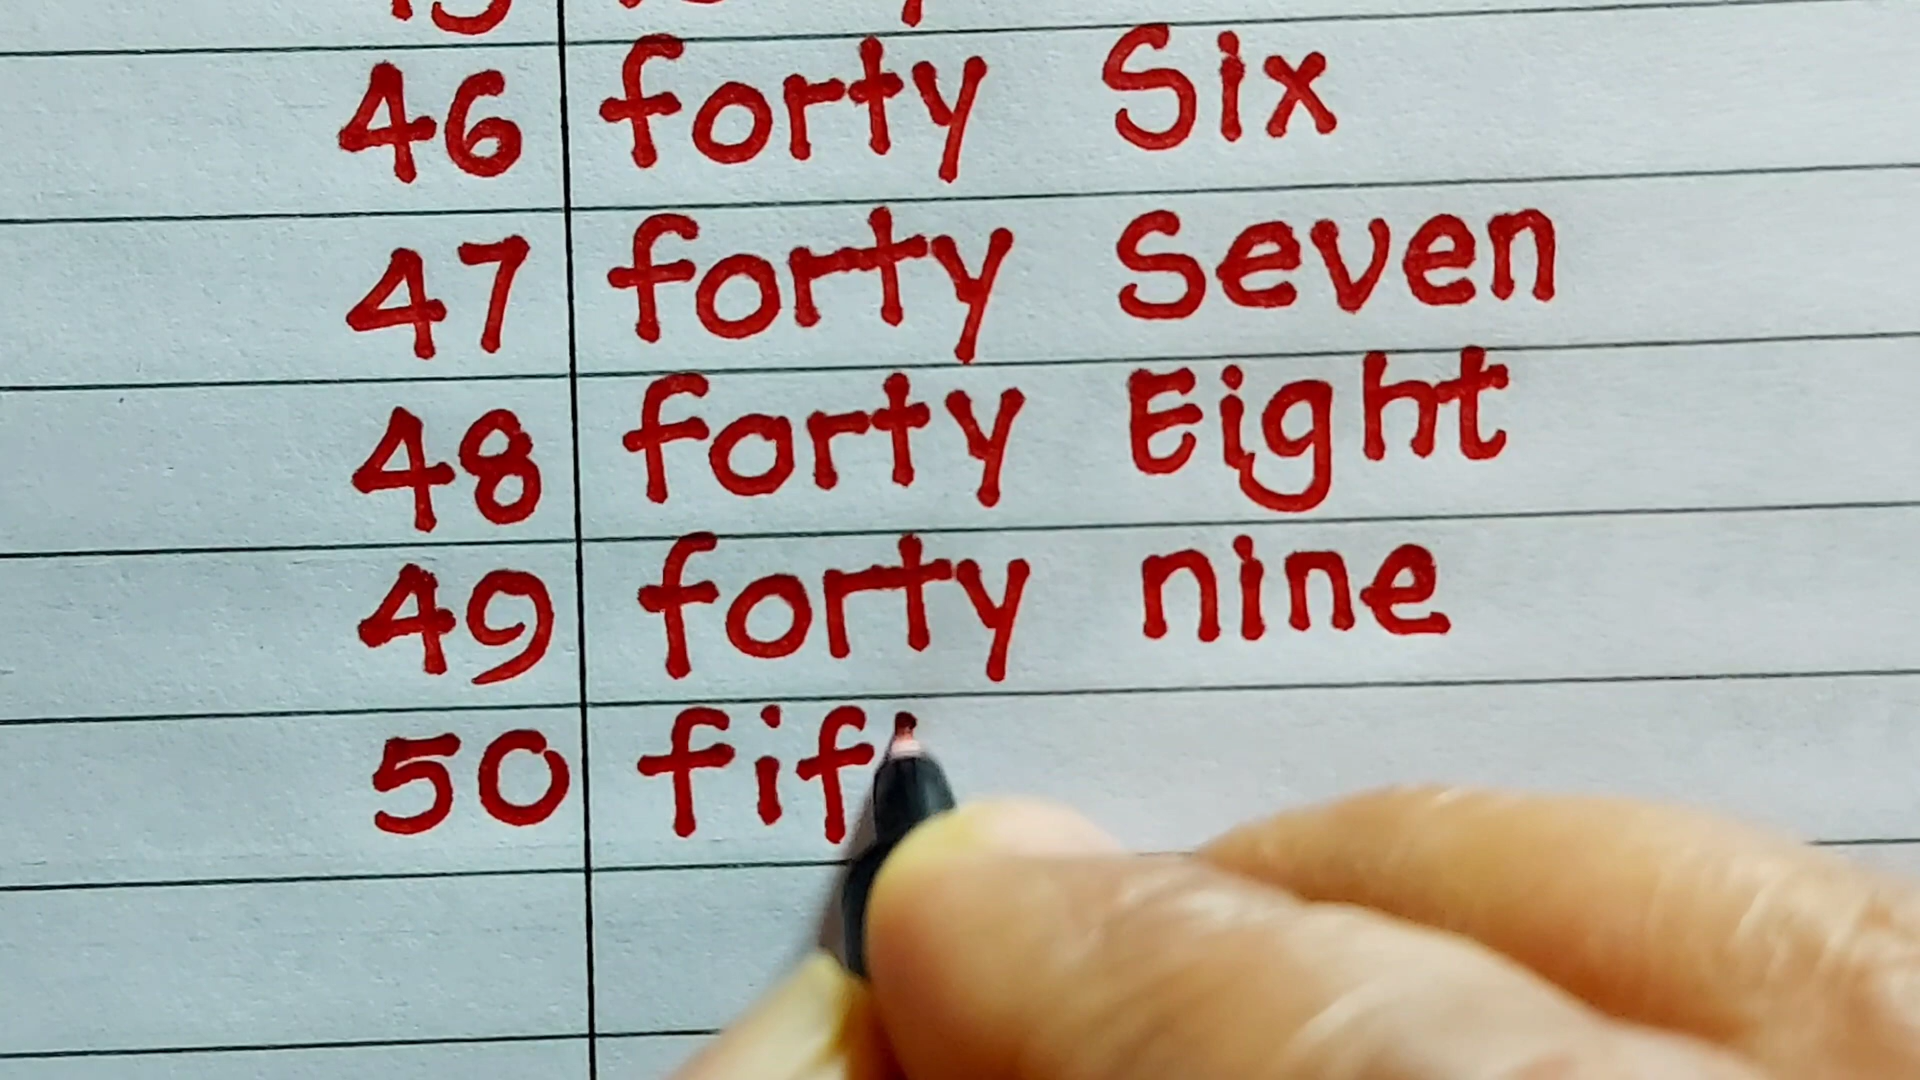 46 forty Six
47 forty Seven
48 forty Eight
49 forty nine
50 fif